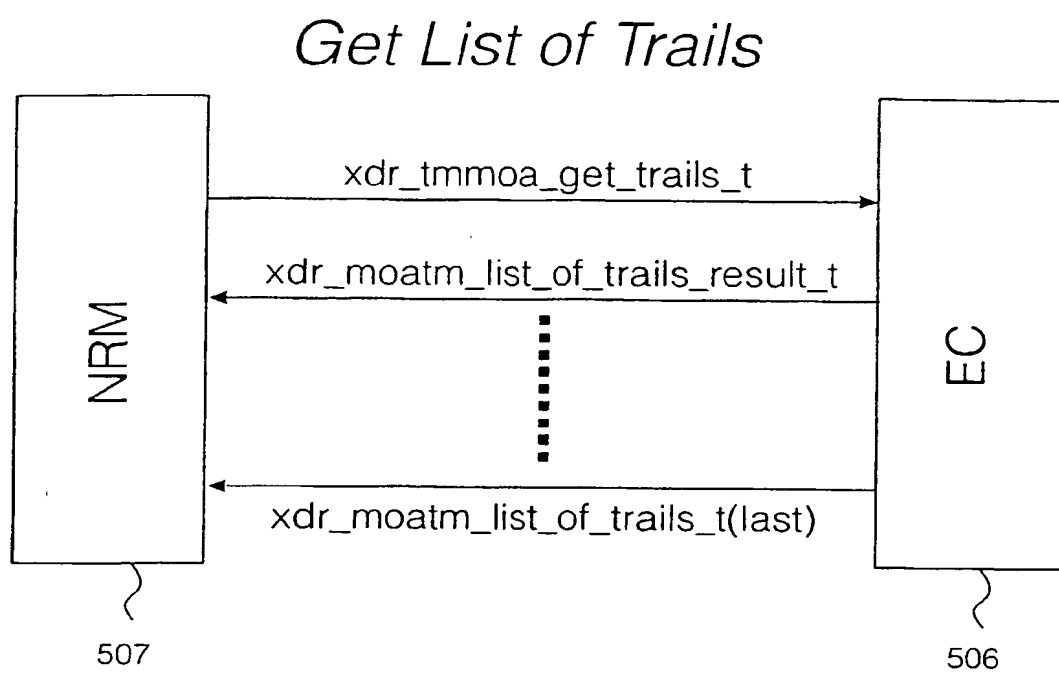 Get List of Trails
xdr_tmmoa_get_trails_t
xdr_moatm_list_of_trails_result_t
NRM
EC
xdr_moatm_list_of_trails_t(last)
507
506